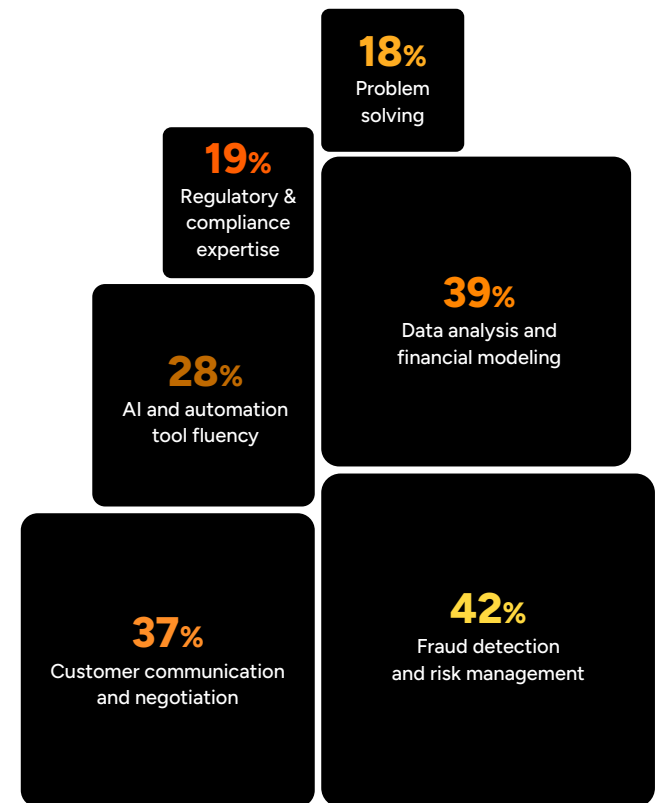 18%
Problem
solving
19%
Regulatory &
compliance
expertise
39%
Data analysis and
financial modeling
28%
AI and automation
tool fluency
42%
Fraud detection
and risk management
37%
Customer communication
and negotiation